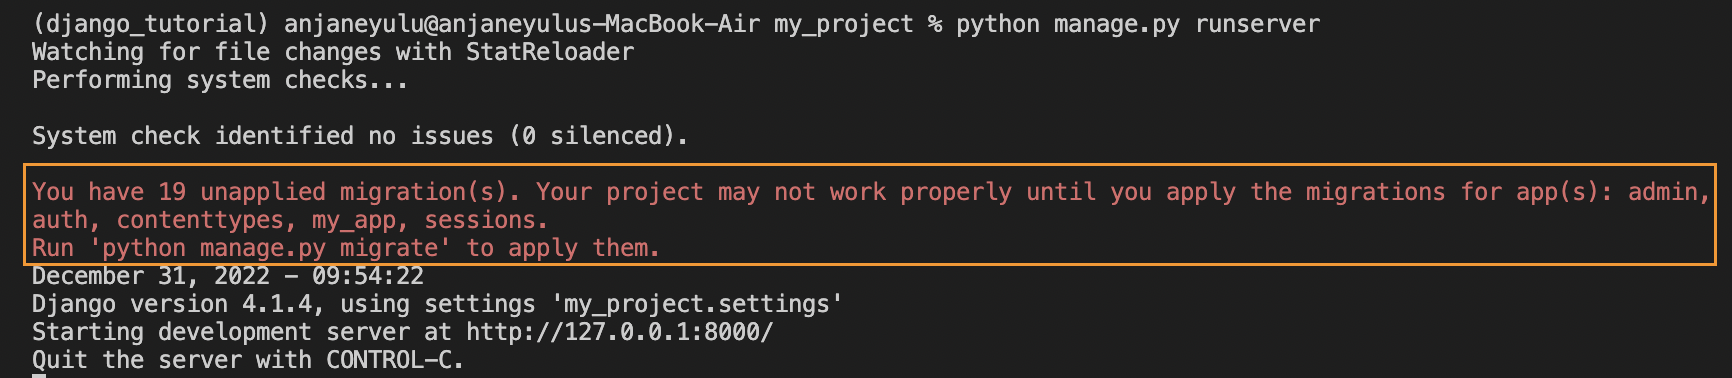 (django_tutorial) anjaneyulu@anjaneyulus-MacBook-Air my_project % python manage.py runserver
Watching for file changes with StatReloader
Performing system checks...
System check identified no issues (0 silenced).
You have 19 unapplied migration(s). Your project may not work properly until you apply the migrations for app(s): admin,
auth, contenttypes, my_app, sessions.
Run 'python manage.py migrate' to apply them.
December 31, 2022 - 09:54:22
Django version 4.1.4, using settings 'my_project.settings'
Starting development server at http://127.0.0.1:8000/
Quit the server with CONTROL-C.